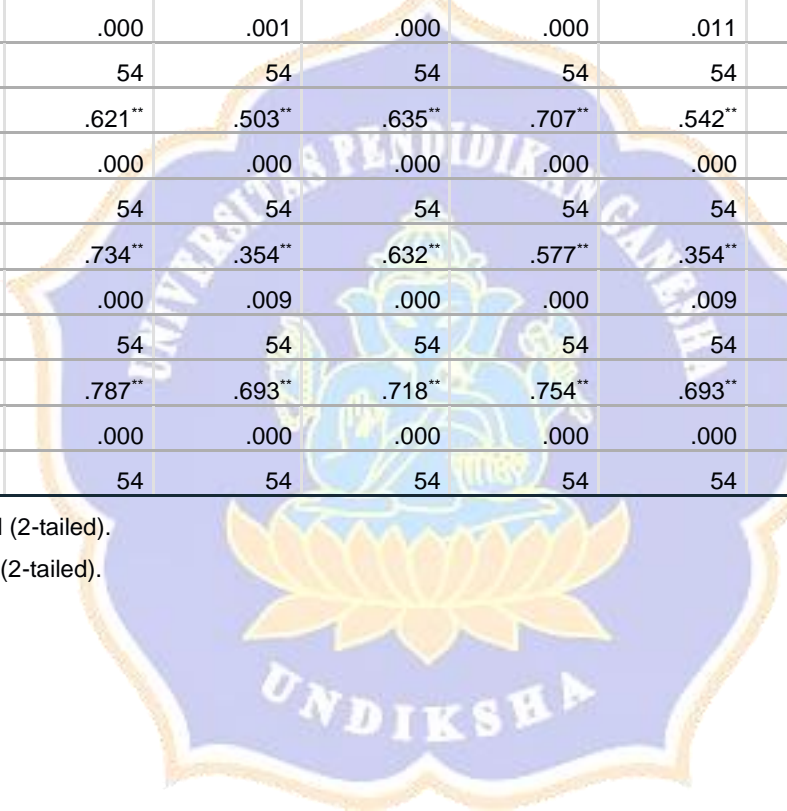 .000 .001 .000 .000 .011
54 54 54 54 54
.621** .503** .635** .707** .542**
.000 .000 .000 .000 .000
54 54 54 54 54
.734** .354** .632** .577** .354**
.000 .009 .000 .000 .009
54 54 54 54 54
.787** .693** .718** .754** .693**
.000 .000 .000 .000 .000
54 54 54 54 54
(2-tailed).
(2-tailed).
UNIVERSITAS PENDIDIKAN GANESHA
UNDIKSHA